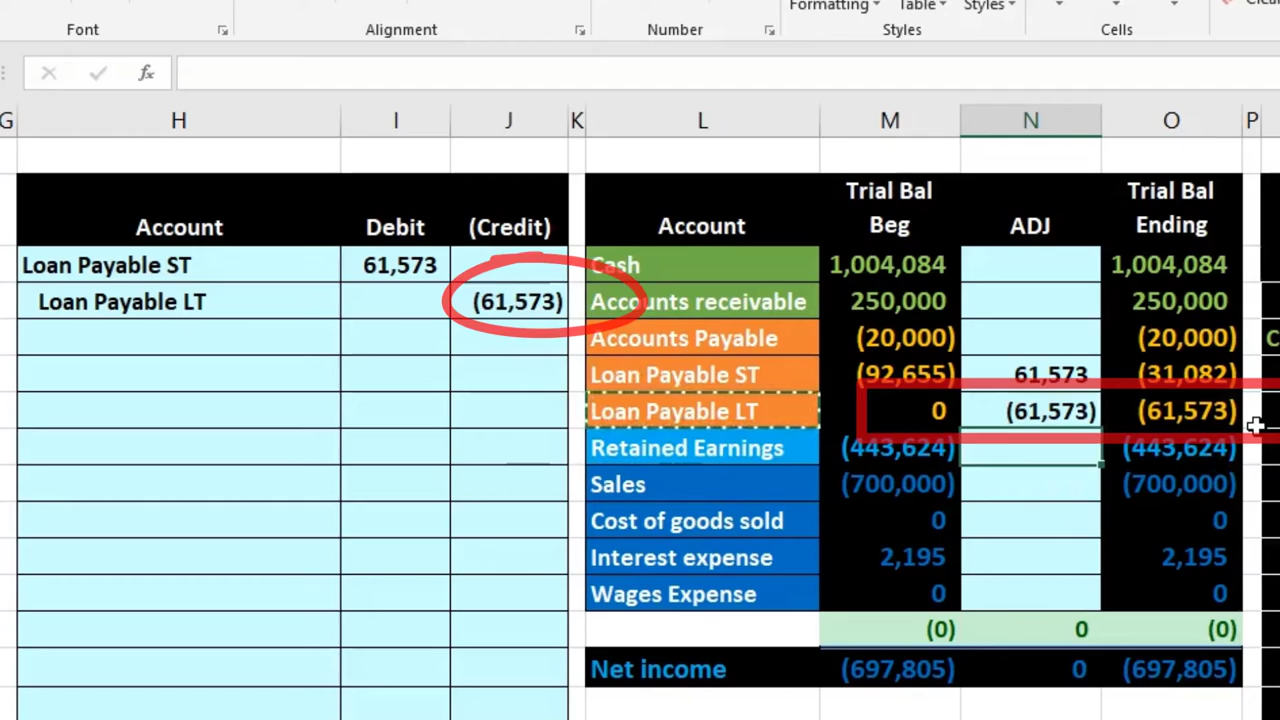 Formatting Table Styles
Font Alignment Number Styles Cells
fx
G H I J K L M N O P
Account Debit (Credit)
Loan Payable ST 61,573
Loan Payable LT (61,573)
Account Trial Bal Beg ADJ Trial Bal Ending
Cash 1,004,084 1,004,084
Accounts receivable 250,000 250,000
Accounts Payable (20,000) (20,000)
Loan Payable ST (92,655) 61,573 (31,082)
Loan Payable LT 0 (61,573) (61,573)
Retained Earnings (443,624) (443,624)
Sales (700,000) (700,000)
Cost of goods sold 0 0
Interest expense 2,195 2,195
Wages Expense 0 0
(0) 0 (0)
Net income (697,805) 0 (697,805)